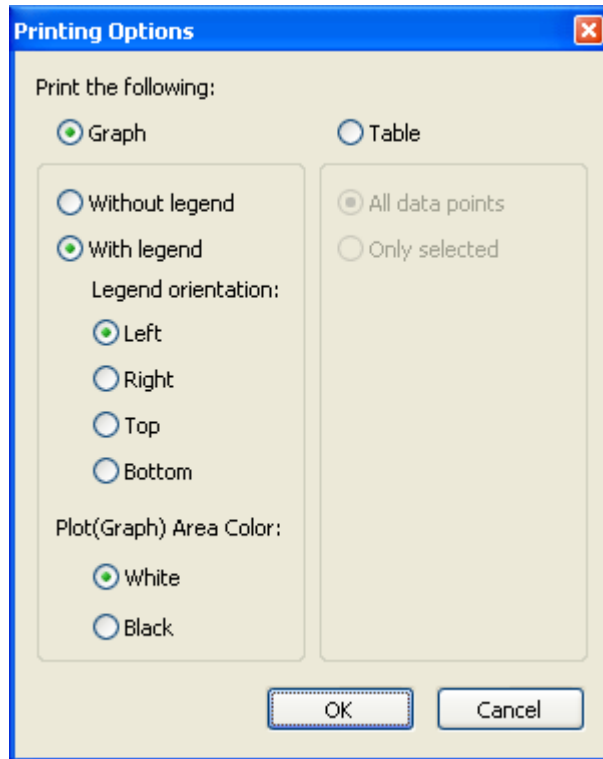 Printing Options
Print the following:
Graph
Table
Without legend
With legend
Legend orientation:
Left
Right
Top
Bottom
Plot(Graph) Area Color:
White
Black
All data points
Only selected
OK
Cancel